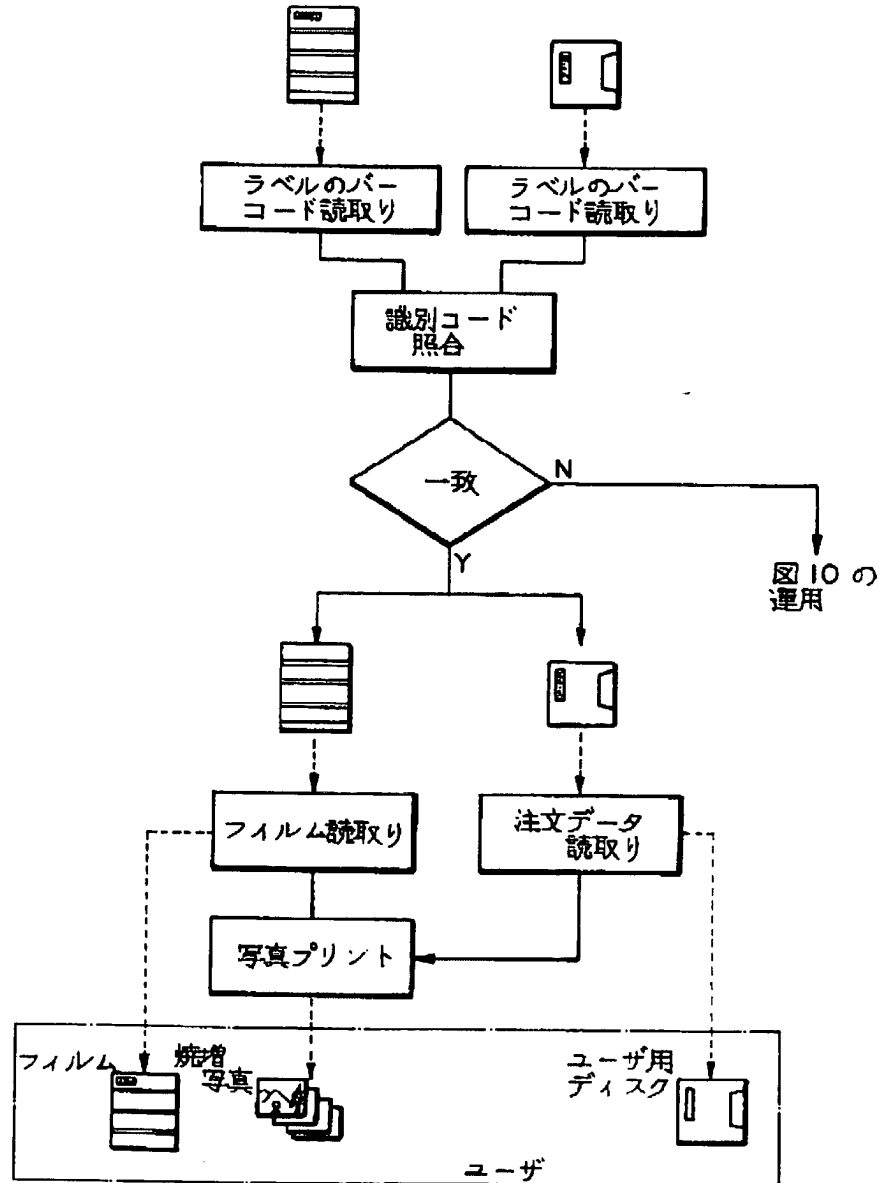 ラベルのバー
コード読取り
ラベルのバー
コード読取り
識別コード
照合
一致
N
Y
図10の
運用
フィルム読取り
注文データ
読取り
写真プリント
フィルム
焼増
写真
ユーザ用
ディスク
ユーザ